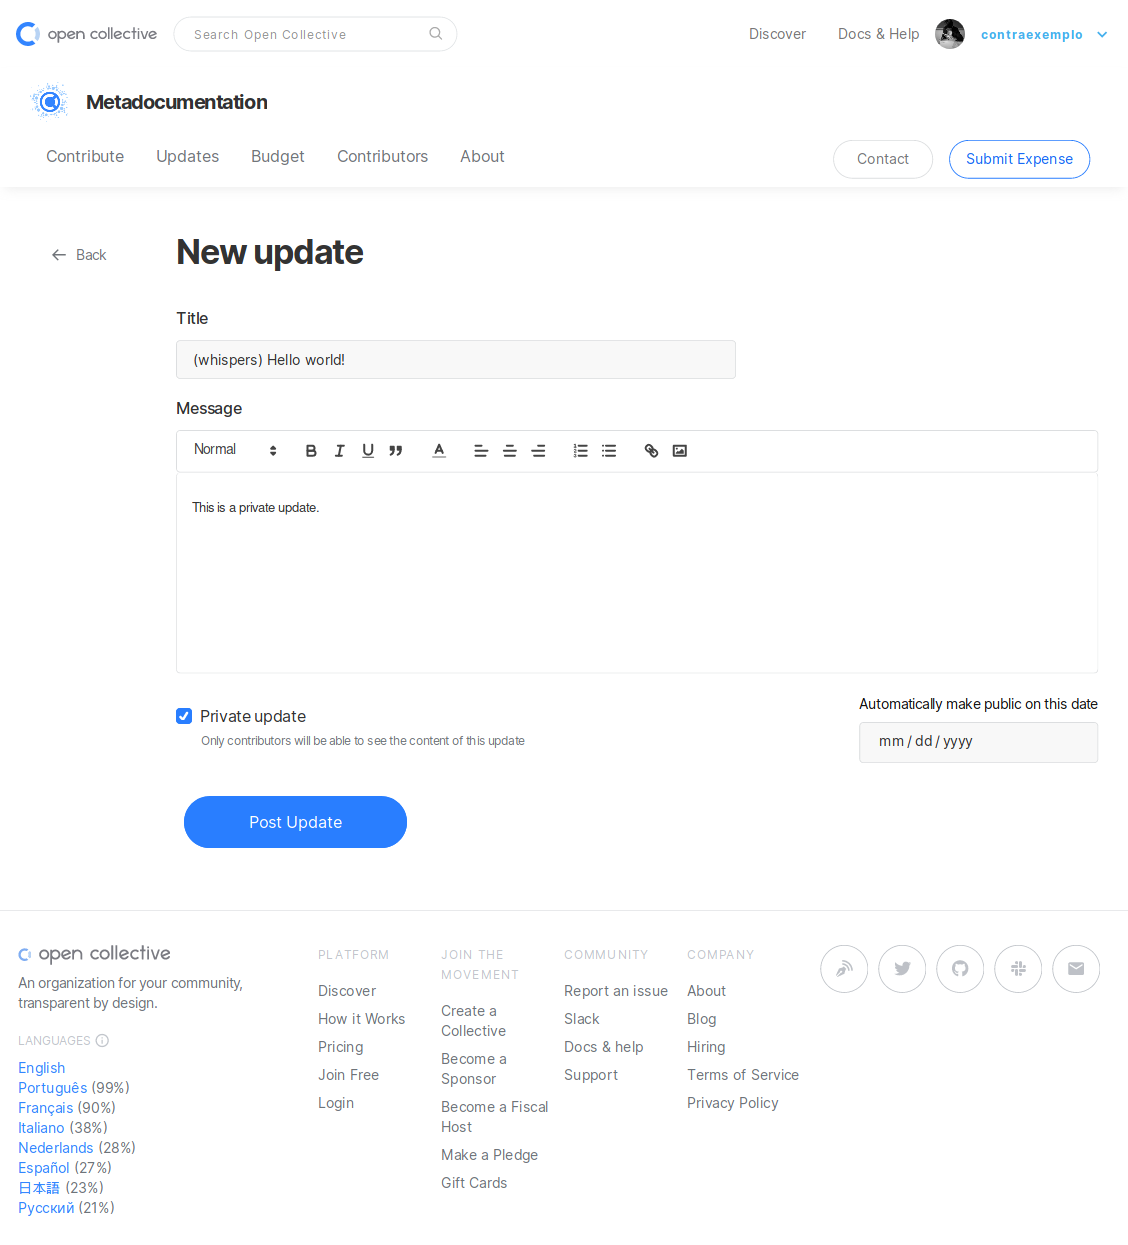 open collective
Search Open Collective
Discover
Docs & Help
contraexemplo
Metadocumentation
Contribute
Updates
Budget
Contributors
About
Contact
Submit Expense
Back
New update
Title
(whispers) Hello world!
Message
Normal
This is a private update.
Private update
Only contributors will be able to see the content of this update
Automatically make public on this date
mm / dd / yyyy
Post Update
open collective
An organization for your community,
transparent by design.
LANGUAGES
English
Português (99%)
Français (90%)
Italiano (38%)
Nederlands (28%)
Español (27%)
日本語 (23%)
Русский (21%)
PLATFORM
Discover
How it Works
Pricing
Join Free
Login
JOIN THE
MOVEMENT
Create a
Collective
Become a
Sponsor
Become a Fiscal
Host
Make a Pledge
Gift Cards
COMMUNITY
Report an issue
Slack
Docs & help
Support
COMPANY
About
Blog
Hiring
Terms of Service
Privacy Policy